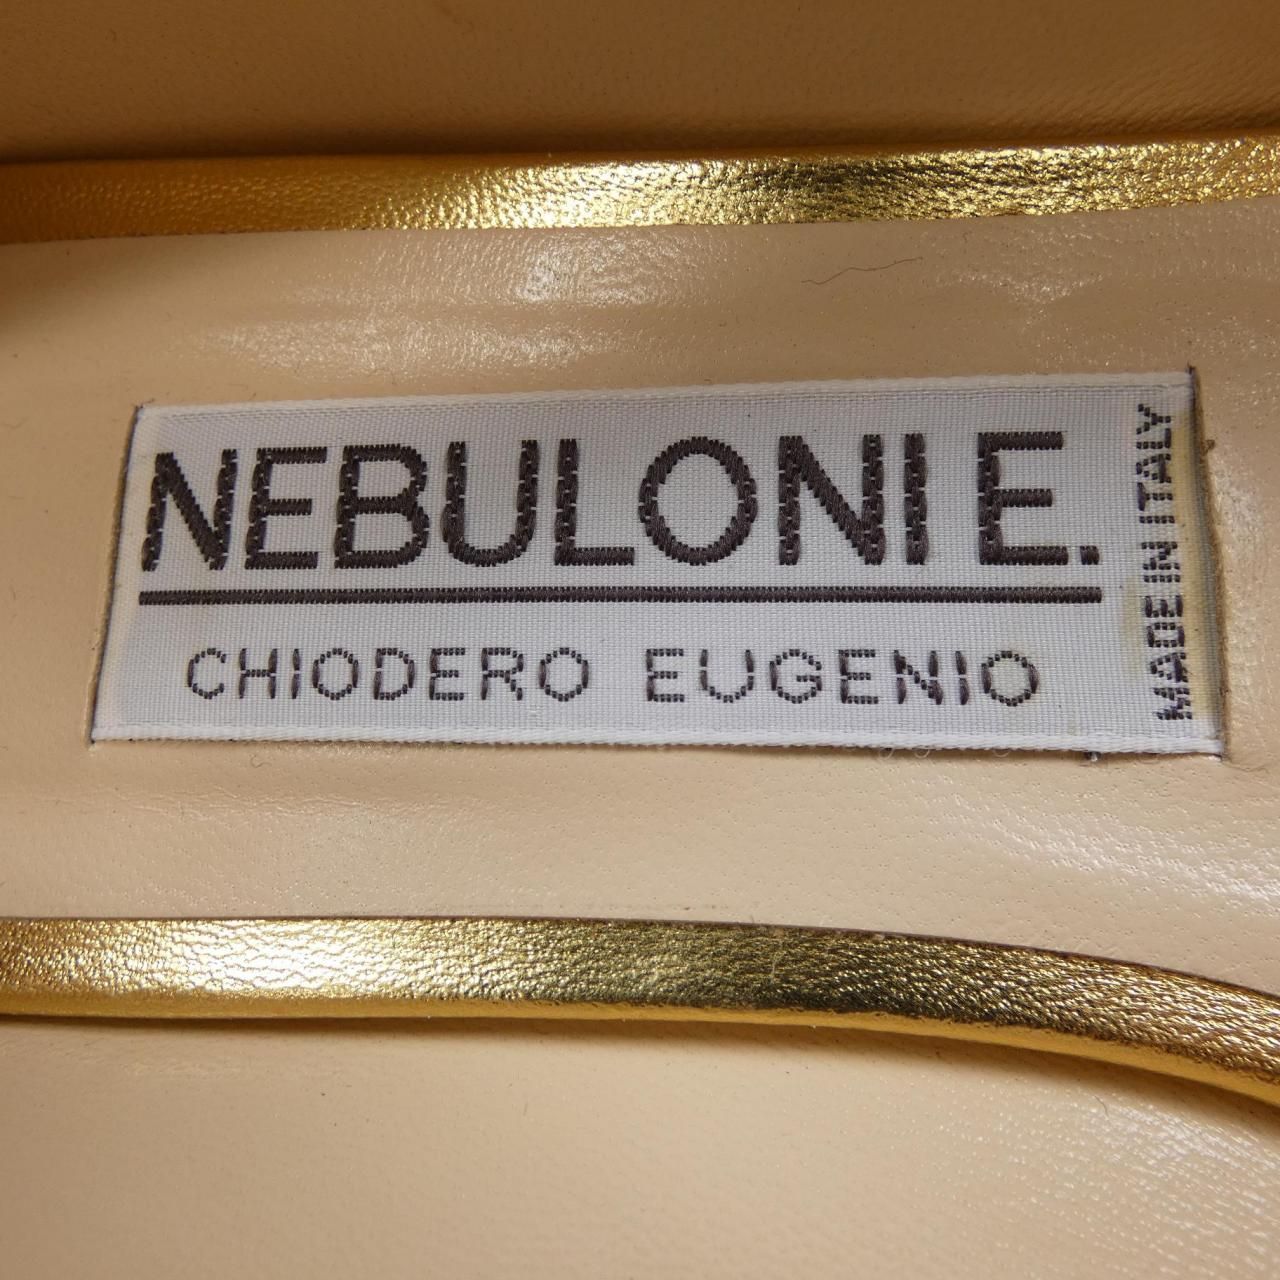 NEBULONI E.
CHIODERO EUGENIO
MADE IN ITALY